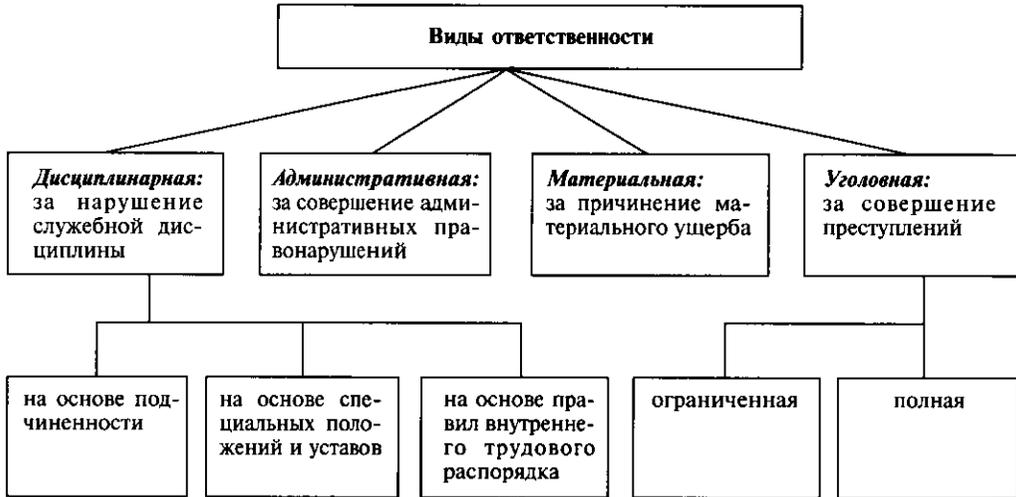 Виды ответственности
Дисциплинарная:
за нарушение
служебной дис-
циплины
Административная:
за совершение адми-
нистративных пра-
вонарушений
Материальная:
за причинение ма-
териального ущерба
Уголовная:
за совершение
преступлений
на основе под-
чиненности
на основе спе-
циальных поло-
жений и уставов
на основе пра-
вил внутренне-
го трудового
распорядка
ограниченная
полная